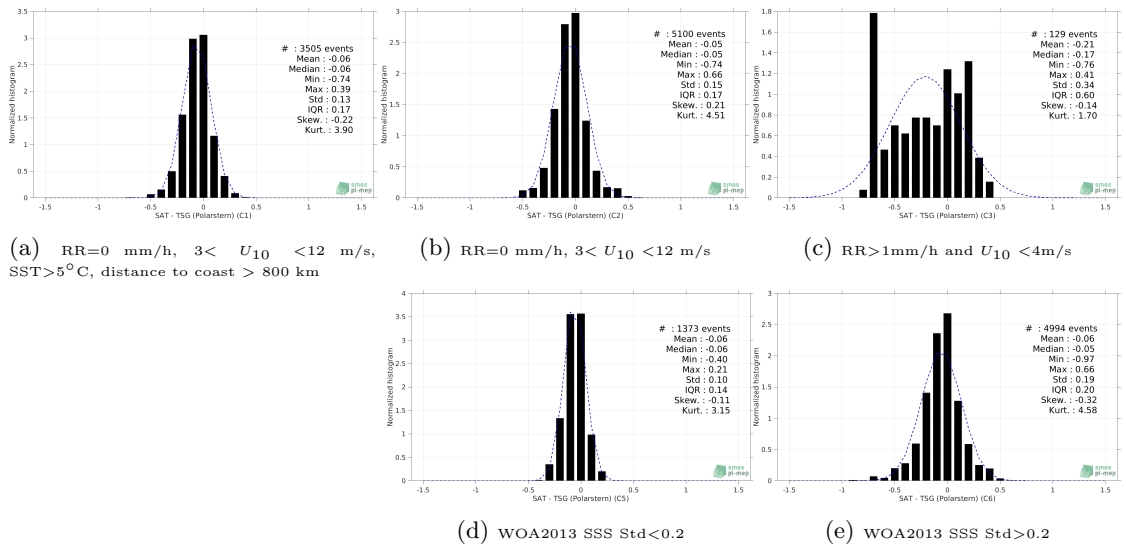 3.5
3
2.5
2
1.5
1
0.5
0
Normalized histogram
# : 3505 events
Mean : -0.06
Median : -0.06
Min : -0.74
Max : 0.39
Std : 0.13
IQR : 0.17
Skew. : -0.22
Kurt. : 3.90
smos
pi-mep
-1.5 -1 -0.5 0 0.5 1 1.5
SAT - TSG (Polarstern) (C1)
(a) RR=0 mm/h, 3< U10 <12 m/s,
SST>5°C, distance to coast > 800 km
3
2.5
2
1.5
1
0.5
0
Normalized histogram
# : 5100 events
Mean : -0.05
Median : -0.05
Min : -0.74
Max : 0.66
Std : 0.15
IQR : 0.17
Skew. : 0.21
Kurt. : 4.51
smos
pi-mep
-1.5 -1 -0.5 0 0.5 1 1.5
SAT - TSG (Polarstern) (C2)
(b) RR=0 mm/h, 3< U10 <12 m/s
1.8
1.6
1.4
1.2
1
0.8
0.6
0.4
0.2
0
Normalized histogram
# : 129 events
Mean : -0.21
Median : -0.17
Min : -0.76
Max : 0.41
Std : 0.34
IQR : 0.60
Skew. : -0.14
Kurt. : 1.70
smos
pi-mep
-1.5 -1 -0.5 0 0.5 1 1.5
SAT - TSG (Polarstern) (C3)
(c) RR>1mm/h and U10 <4m/s
4
3.5
3
2.5
2
1.5
1
0.5
0
Normalized histogram
# : 1373 events
Mean : -0.06
Median : -0.06
Min : -0.40
Max : 0.21
Std : 0.10
IQR : 0.14
Skew. : -0.11
Kurt. : 3.15
smos
pi-mep
-1.5 -1 -0.5 0 0.5 1 1.5
SAT - TSG (Polarstern) (C5)
(d) WOA2013 SSS Std<0.2
3
2.5
2
1.5
1
0.5
0
Normalized histogram
# : 4994 events
Mean : -0.06
Median : -0.05
Min : -0.97
Max : 0.66
Std : 0.19
IQR : 0.20
Skew. : -0.32
Kurt. : 4.58
smos
pi-mep
-1.5 -1 -0.5 0 0.5 1 1.5
SAT - TSG (Polarstern) (C6)
(e) WOA2013 SSS Std>0.2